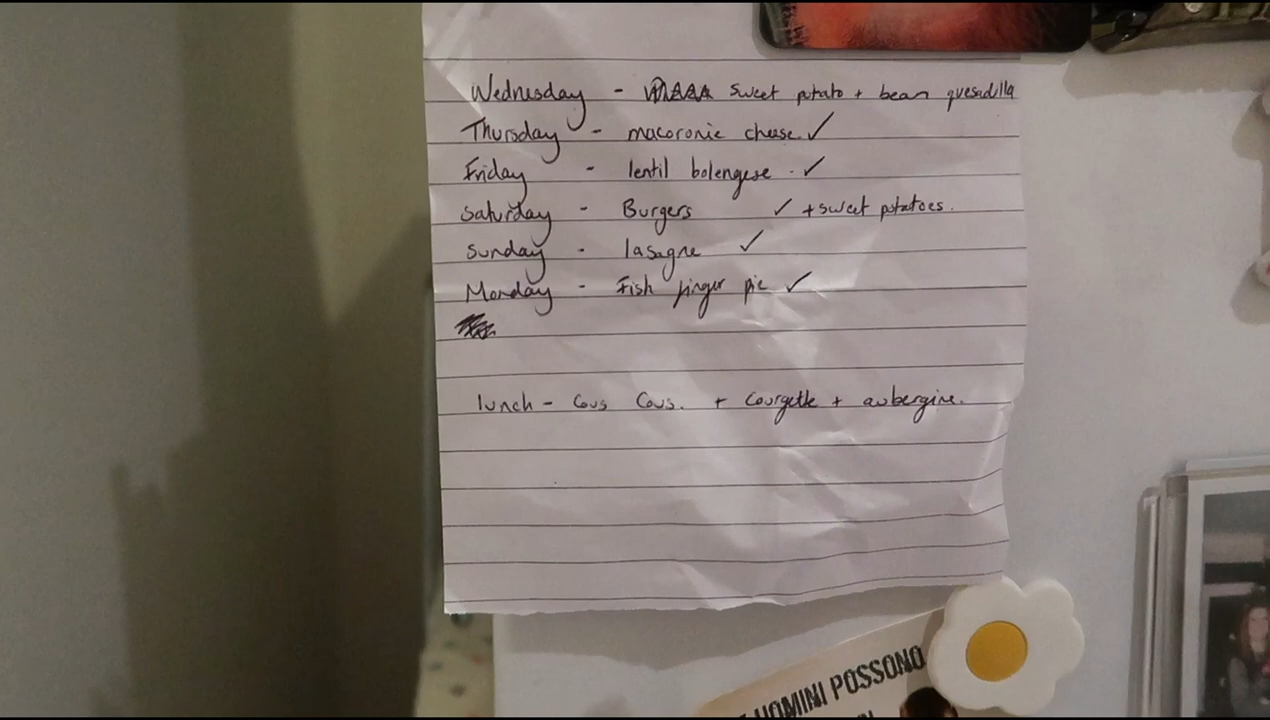 Wednesday - sweet potato + bean quesadilla
Thursday - macoronie cheese. ✓
Friday - lentil bolengese. ✓
Saturday - Burgers ✓ + sweet potatoes.
Sunday - lasagne ✓
Monday - Fish finger pie ✓
lunch - Cous Cous. + Courgette + aubergine.
UOMINI POSSONO